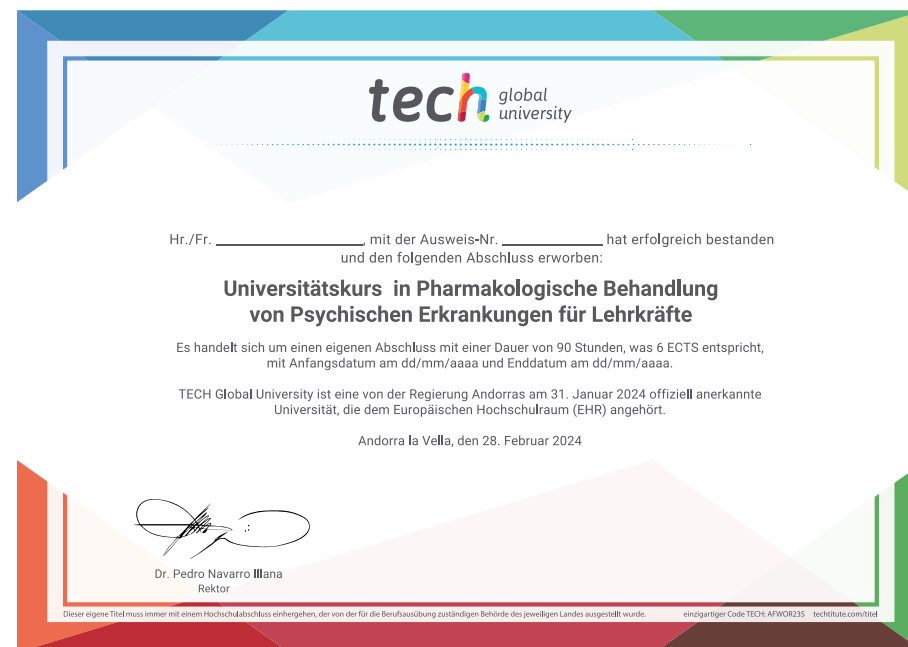 tech global
university
Hr./Fr. ____________________, mit der Ausweis-Nr. ______________ hat erfolgreich bestanden
und den folgenden Abschluss erworben:
Universitätskurs in Pharmakologische Behandlung
von Psychischen Erkrankungen für Lehrkräfte
Es handelt sich um einen eigenen Abschluss mit einer Dauer von 90 Stunden, was 6 ECTS entspricht,
mit Anfangsdatum am dd/mm/aaaa und Enddatum am dd/mm/aaaa.
TECH Global University ist eine von der Regierung Andorras am 31. Januar 2024 offiziell anerkannte
Universität, die dem Europäischen Hochschulraum (EHR) angehört.
Andorra la Vella, den 28. Februar 2024
Dr. Pedro Navarro Illana
Rektor
Dieser eigene Titel muss immer mit einem Hochschulabschluss einhergehen, der von der für die Berufsausübung zuständigen Behörde des jeweiligen Landes ausgestellt wurde. einzigartiger Code TECH: AFWOR23S techtitute.com/titel